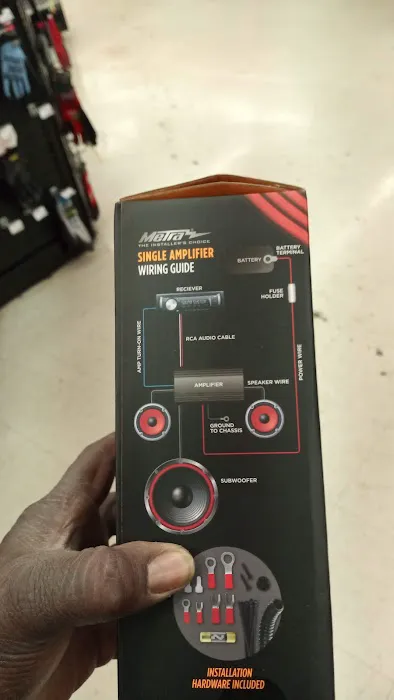 Metra
THE INSTALLER'S CHOICE
SINGLE AMPLIFIER
WIRING GUIDE
BATTERY
BATTERY
TERMINAL
RECIEVER
FUSE
HOLDER
AMP TURN-ON WIRE
RCA AUDIO CABLE
POWER WIRE
AMPLIFIER
SPEAKER WIRE
GROUND
TO CHASSIS
SUBWOOFER
INSTALLATION
HARDWARE INCLUDED